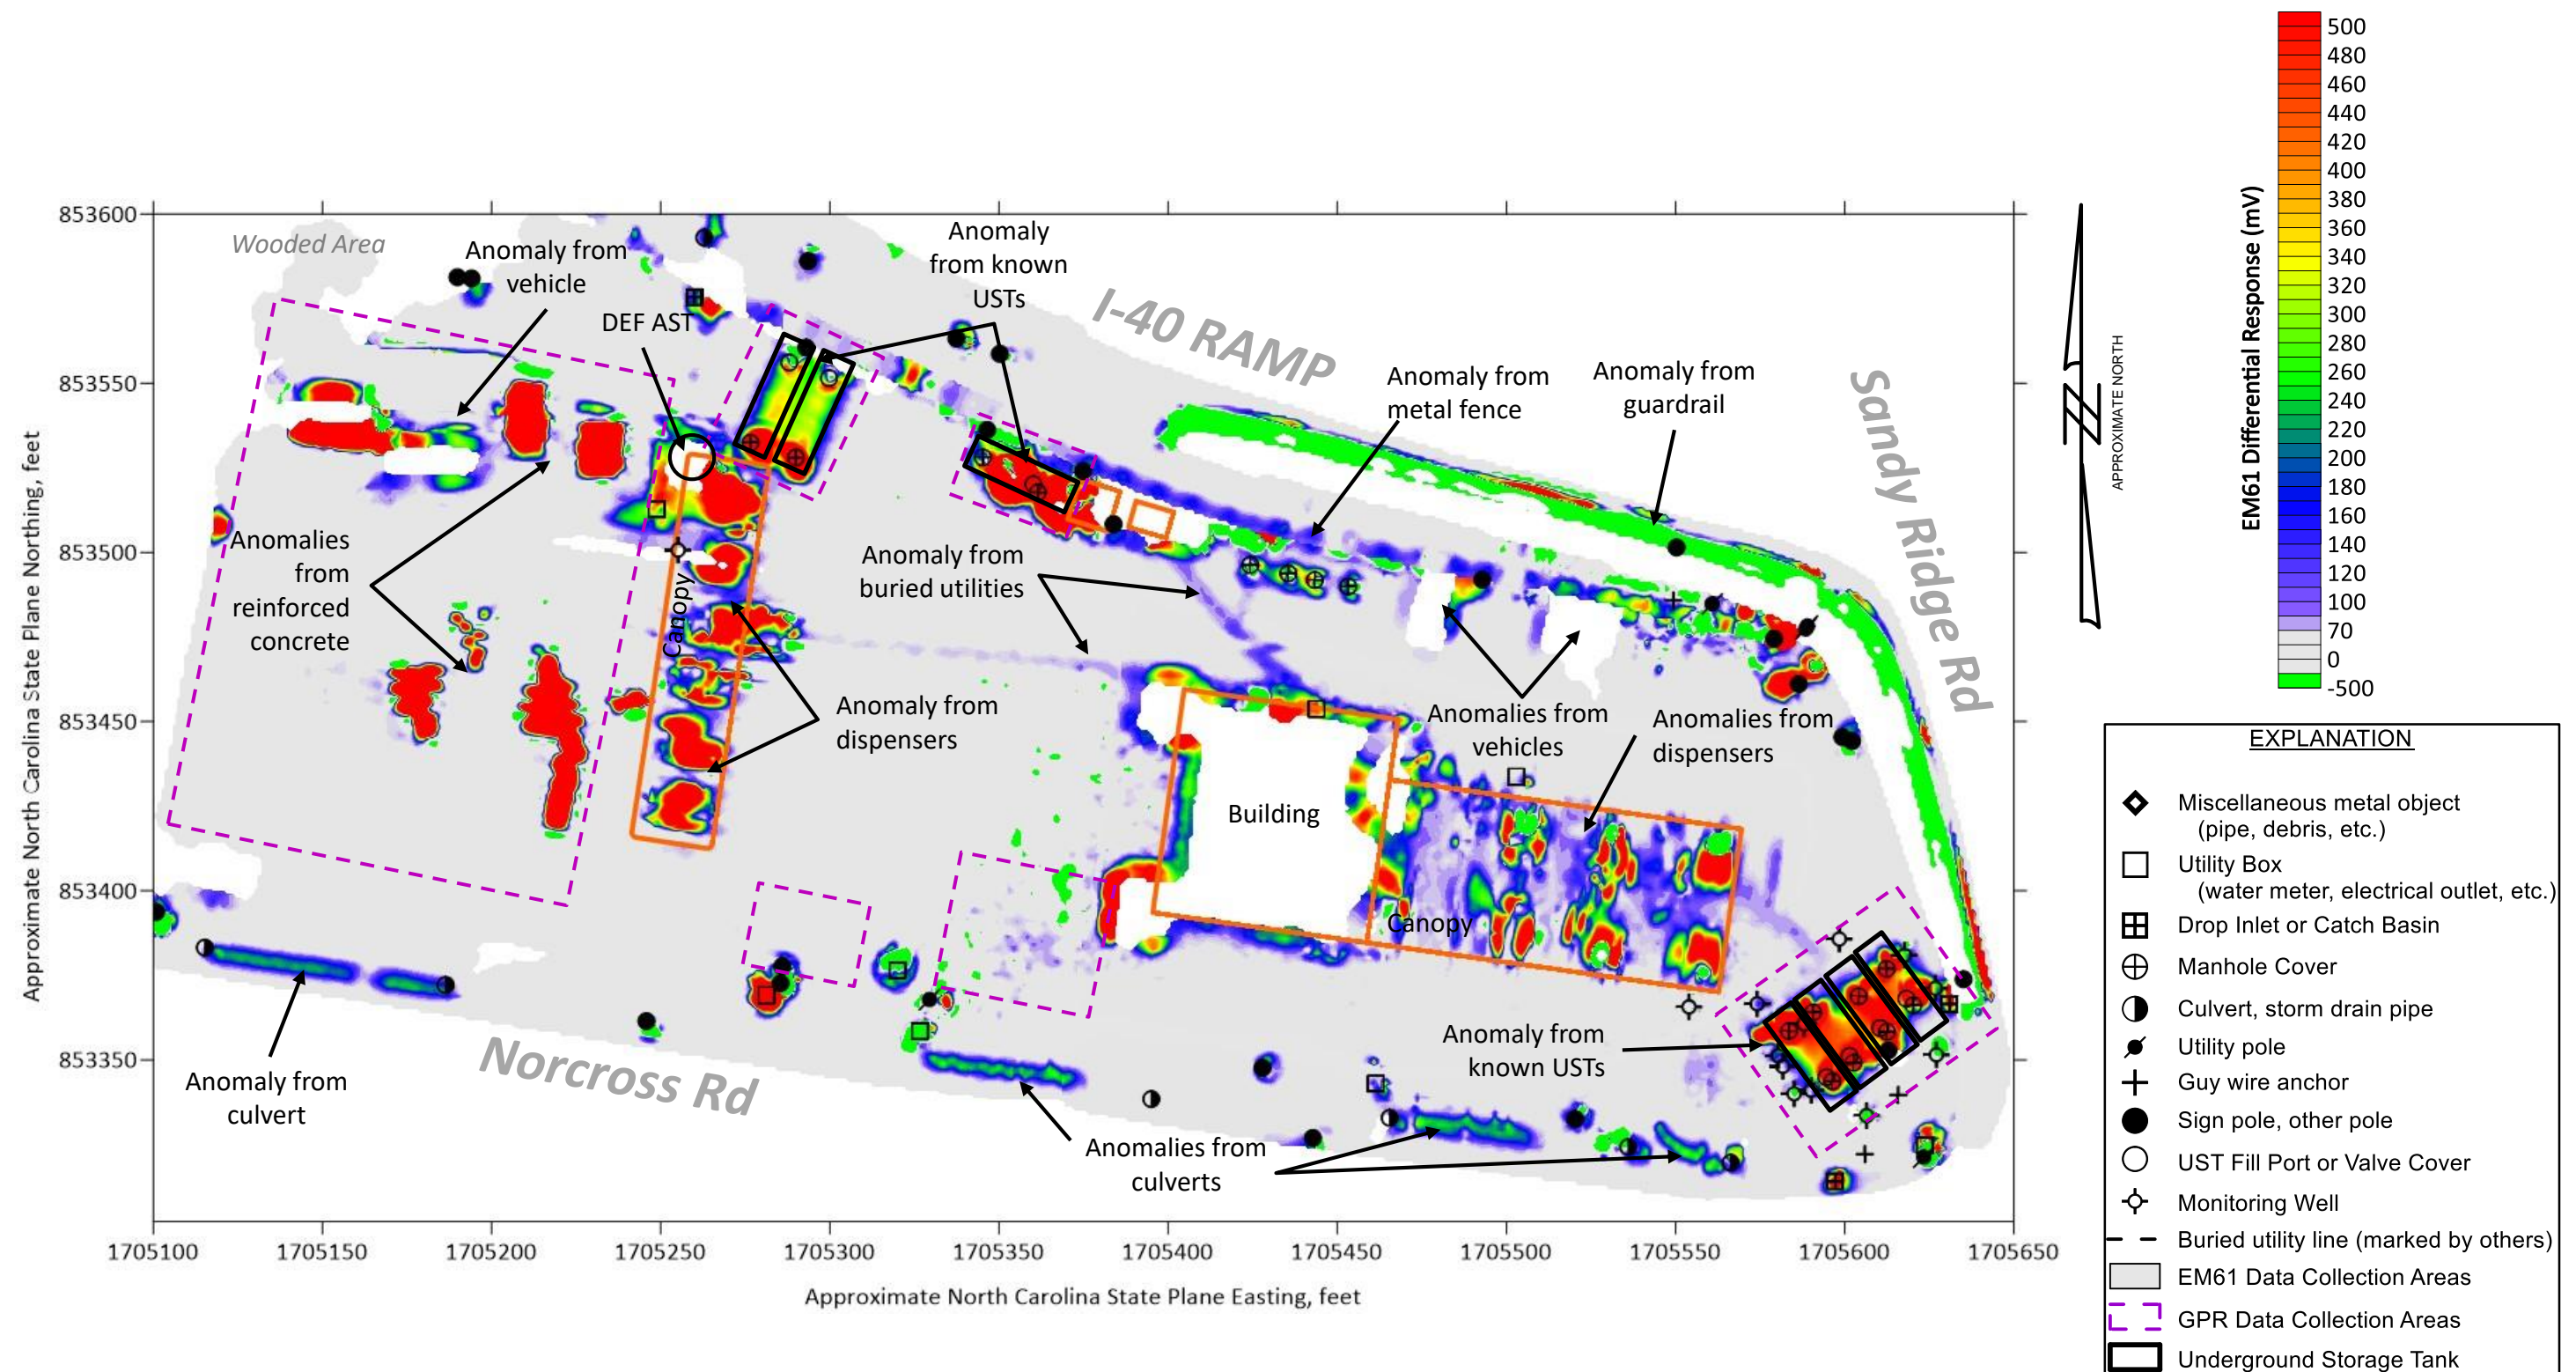 500
480
460
440
420
400
380
360
340
320
300
280
260
240
220
200
180
160
140
120
100
70
0
-500
EM61 Differential Response (mV)
APPROXIMATE NORTH
N
853600
853550
853500
853450
853400
853350
Approximate North Carolina State Plane Northing, feet
Wooded Area
Anomaly from
vehicle
DEF AST
Anomaly
from known
USTs
I-40 RAMP
Anomaly from
metal fence
Anomaly from
guardrail
Sandy Ridge Rd
Anomalies
from
reinforced
concrete
Canopy
Anomaly from
buried utilities
Anomaly from
dispensers
Anomalies from
vehicles
Anomalies from
dispensers
Building
Canopy
Anomaly from
known USTs
Anomaly from
culvert
Norcross Rd
Anomalies from
culverts
1705100
1705150
1705200
1705250
1705300
1705350
1705400
1705450
1705500
1705550
1705600
1705650
Approximate North Carolina State Plane Easting, feet
EXPLANATION
Miscellaneous metal object
(pipe, debris, etc.)
Utility Box
(water meter, electrical outlet, etc.)
Drop Inlet or Catch Basin
Manhole Cover
Culvert, storm drain pipe
Utility pole
Guy wire anchor
Sign pole, other pole
UST Fill Port or Valve Cover
Monitoring Well
Buried utility line (marked by others)
EM61 Data Collection Areas
GPR Data Collection Areas
Underground Storage Tank